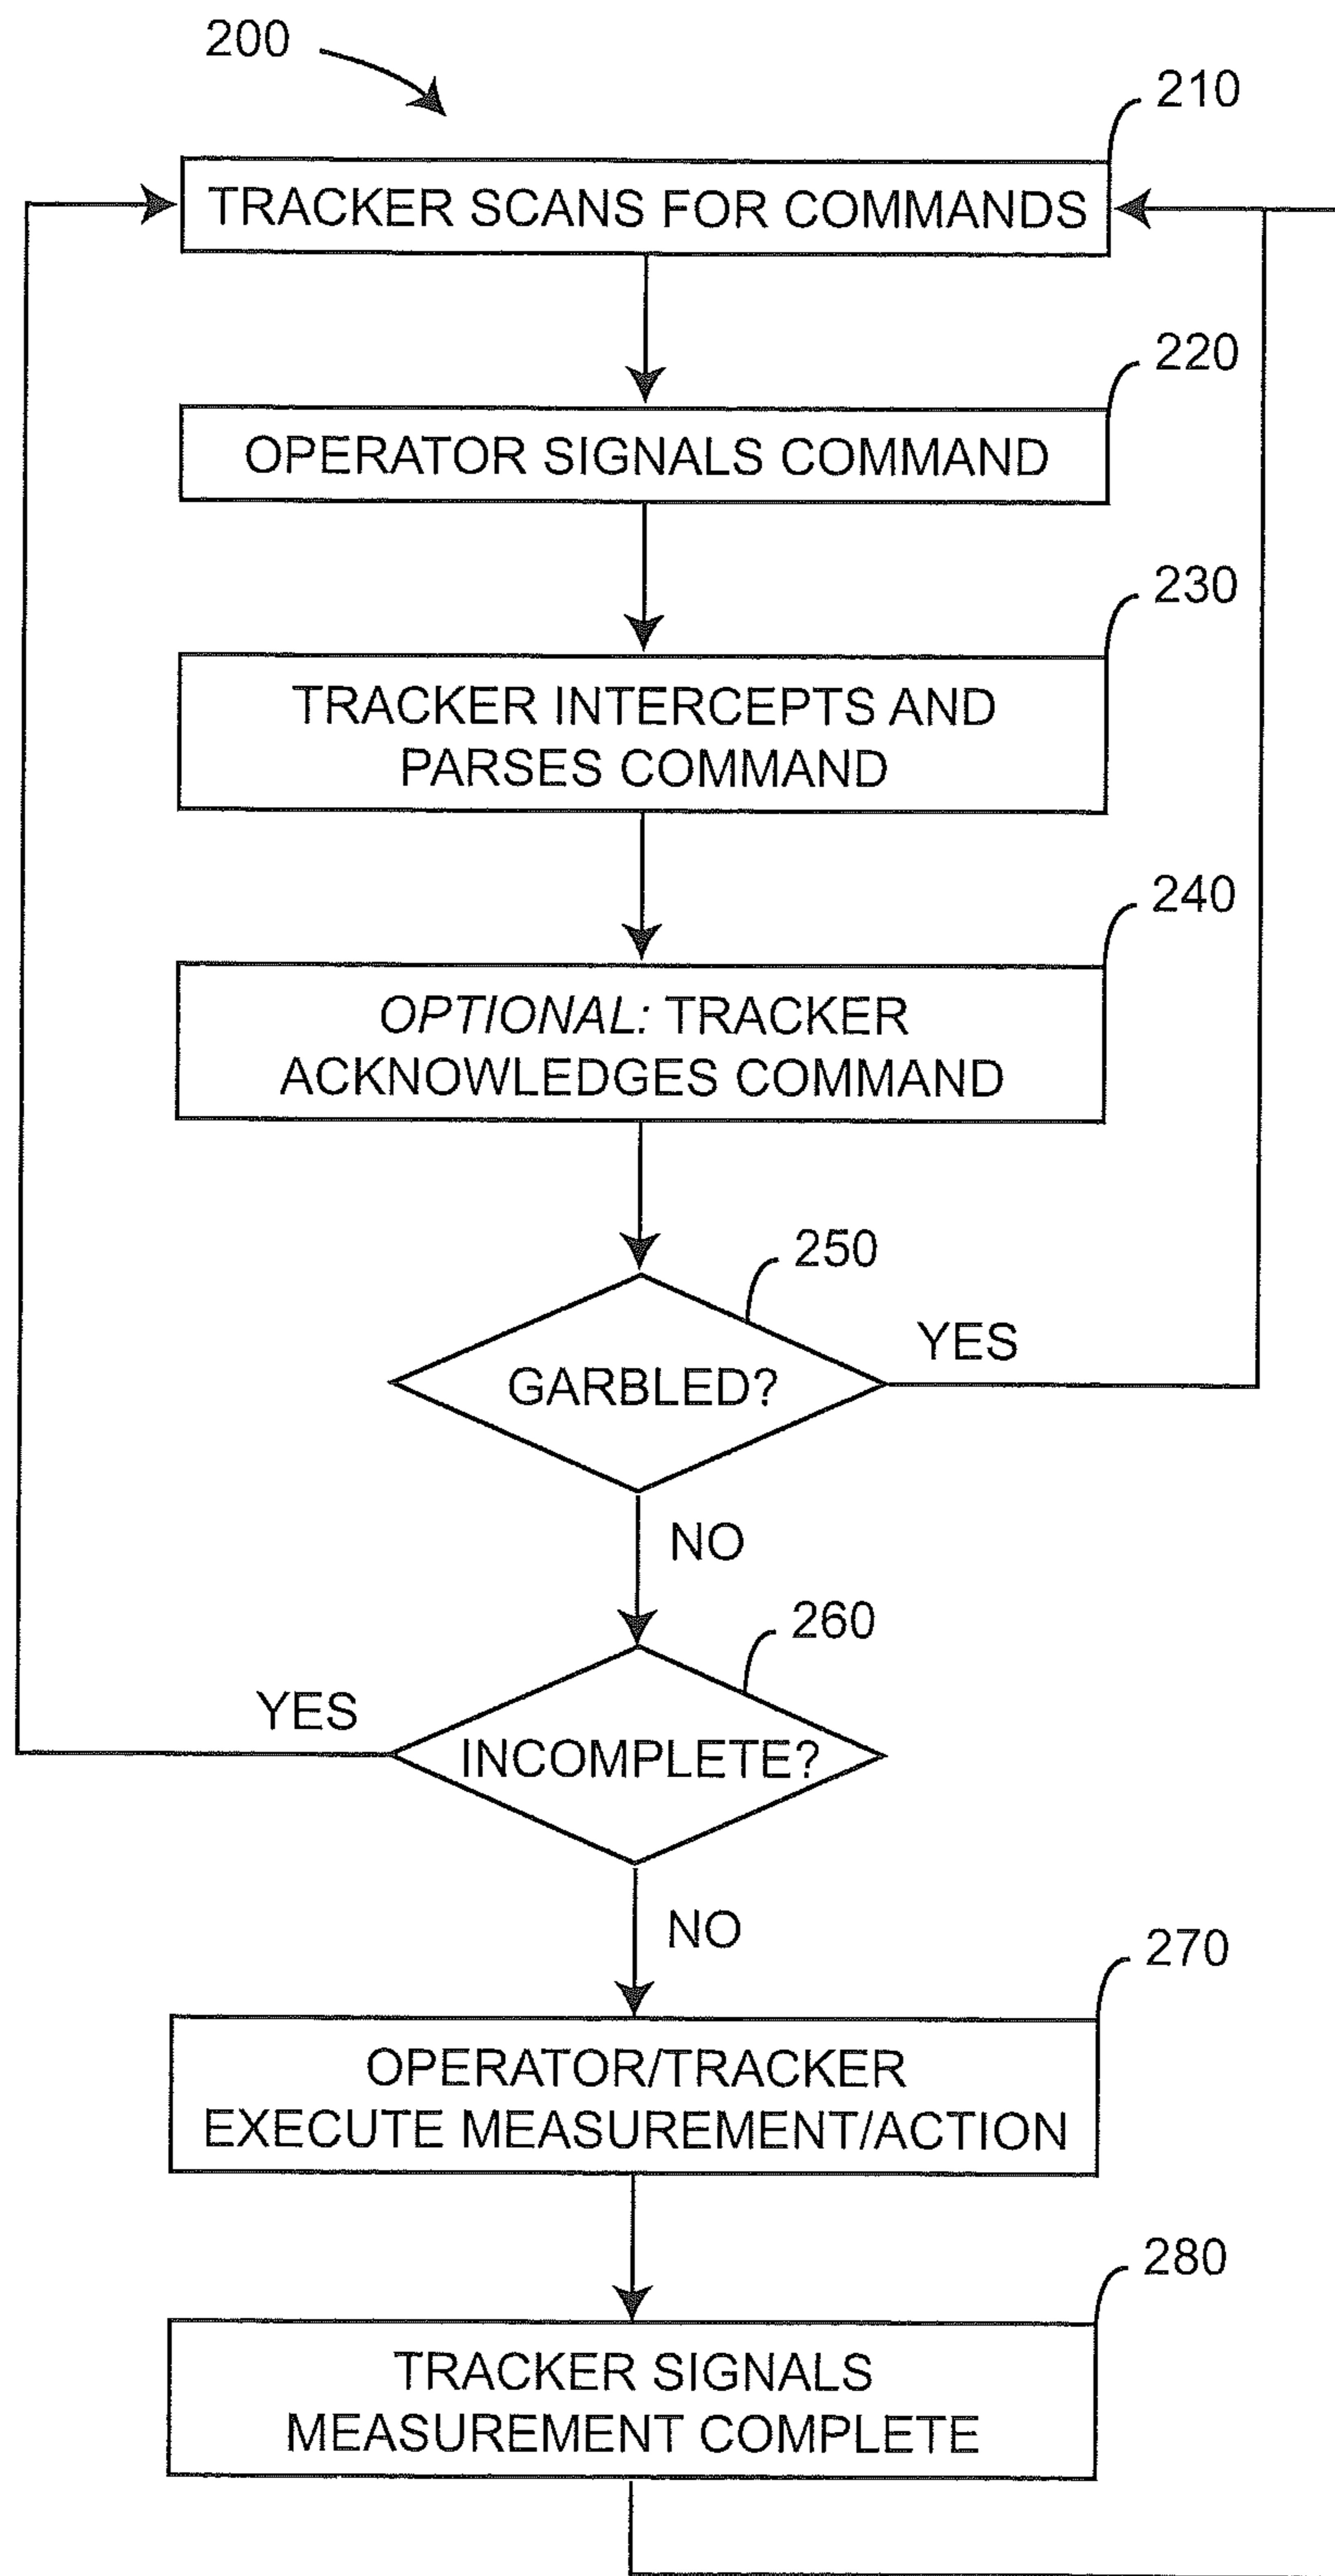 200
210
TRACKER SCANS FOR COMMANDS
220
OPERATOR SIGNALS COMMAND
230
TRACKER INTERCEPTS AND
PARSES COMMAND
240
OPTIONAL: TRACKER
ACKNOWLEDGES COMMAND
250
GARBLED?
YES
NO
260
YES
INCOMPLETE?
NO
270
OPERATOR/TRACKER
EXECUTE MEASUREMENT/ACTION
280
TRACKER SIGNALS
MEASUREMENT COMPLETE